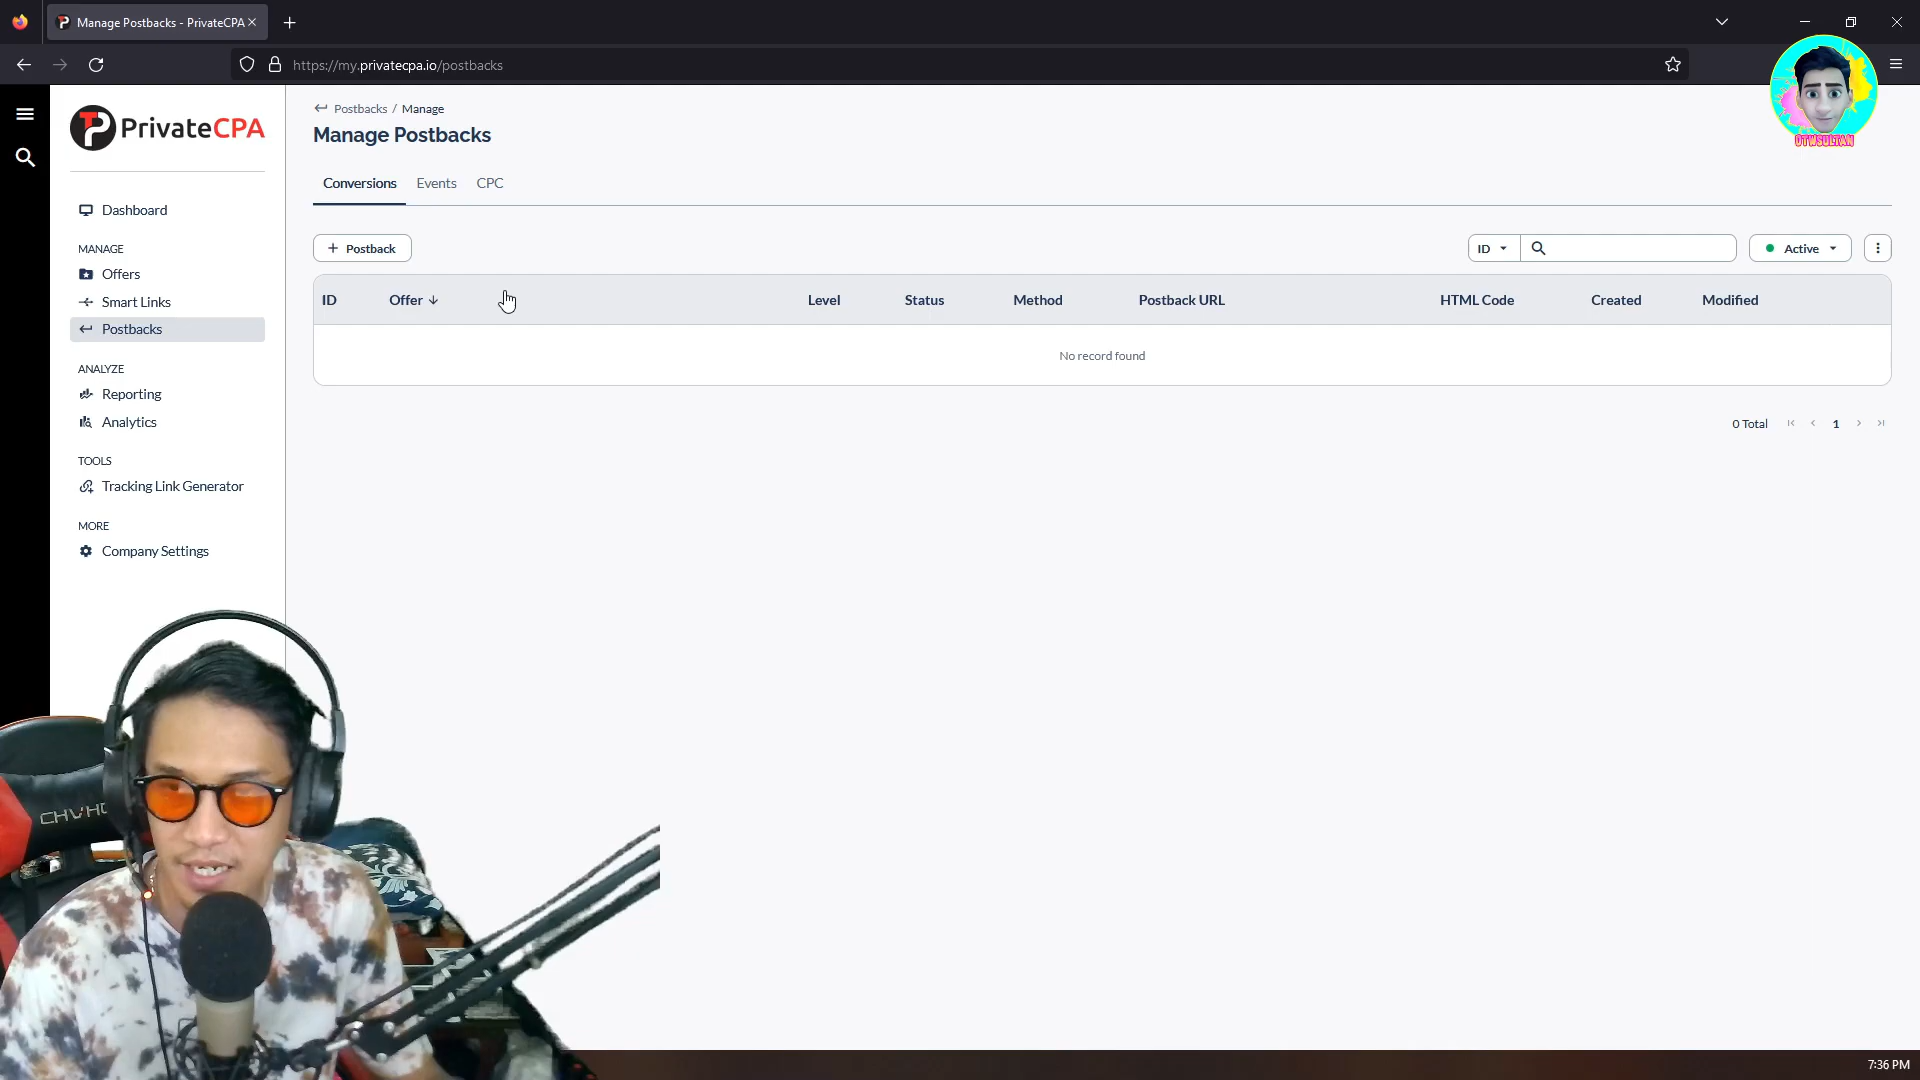 Manage Postbacks - PrivateCPA
https://my.privatecpa.io/postbacks
OTWSULTAN
PrivateCPA
Dashboard
MANAGE
Offers
Smart Links
Postbacks
ANALYZE
Reporting
Analytics
TOOLS
Tracking Link Generator
MORE
Company Settings
Postbacks / Manage
Manage Postbacks
Conversions Events CPC
+ Postback
ID
Active
ID Offer Level Status Method Postback URL HTML Code Created Modified
No record found
0 Total 1
7:36 PM